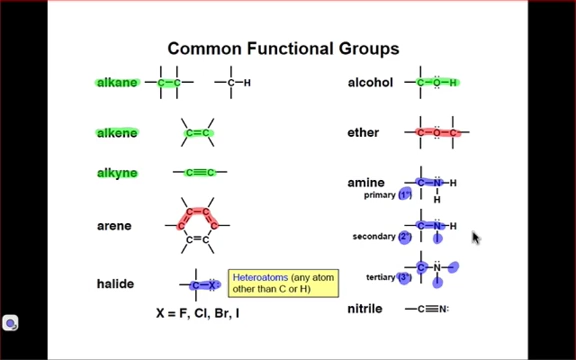 Common Functional Groups
alkane
C C
C H
alkene
C C
alkyne
C C
arene
C C
C C
C C
halide
C X
Heteroatoms (any atom
other than C or H)
X = F, Cl, Br, I
alcohol
C O H
ether
C O C
amine
C N H
primary (1°)
H
C N H
secondary (2°)
C N
tertiary (3°)
nitrile
C N